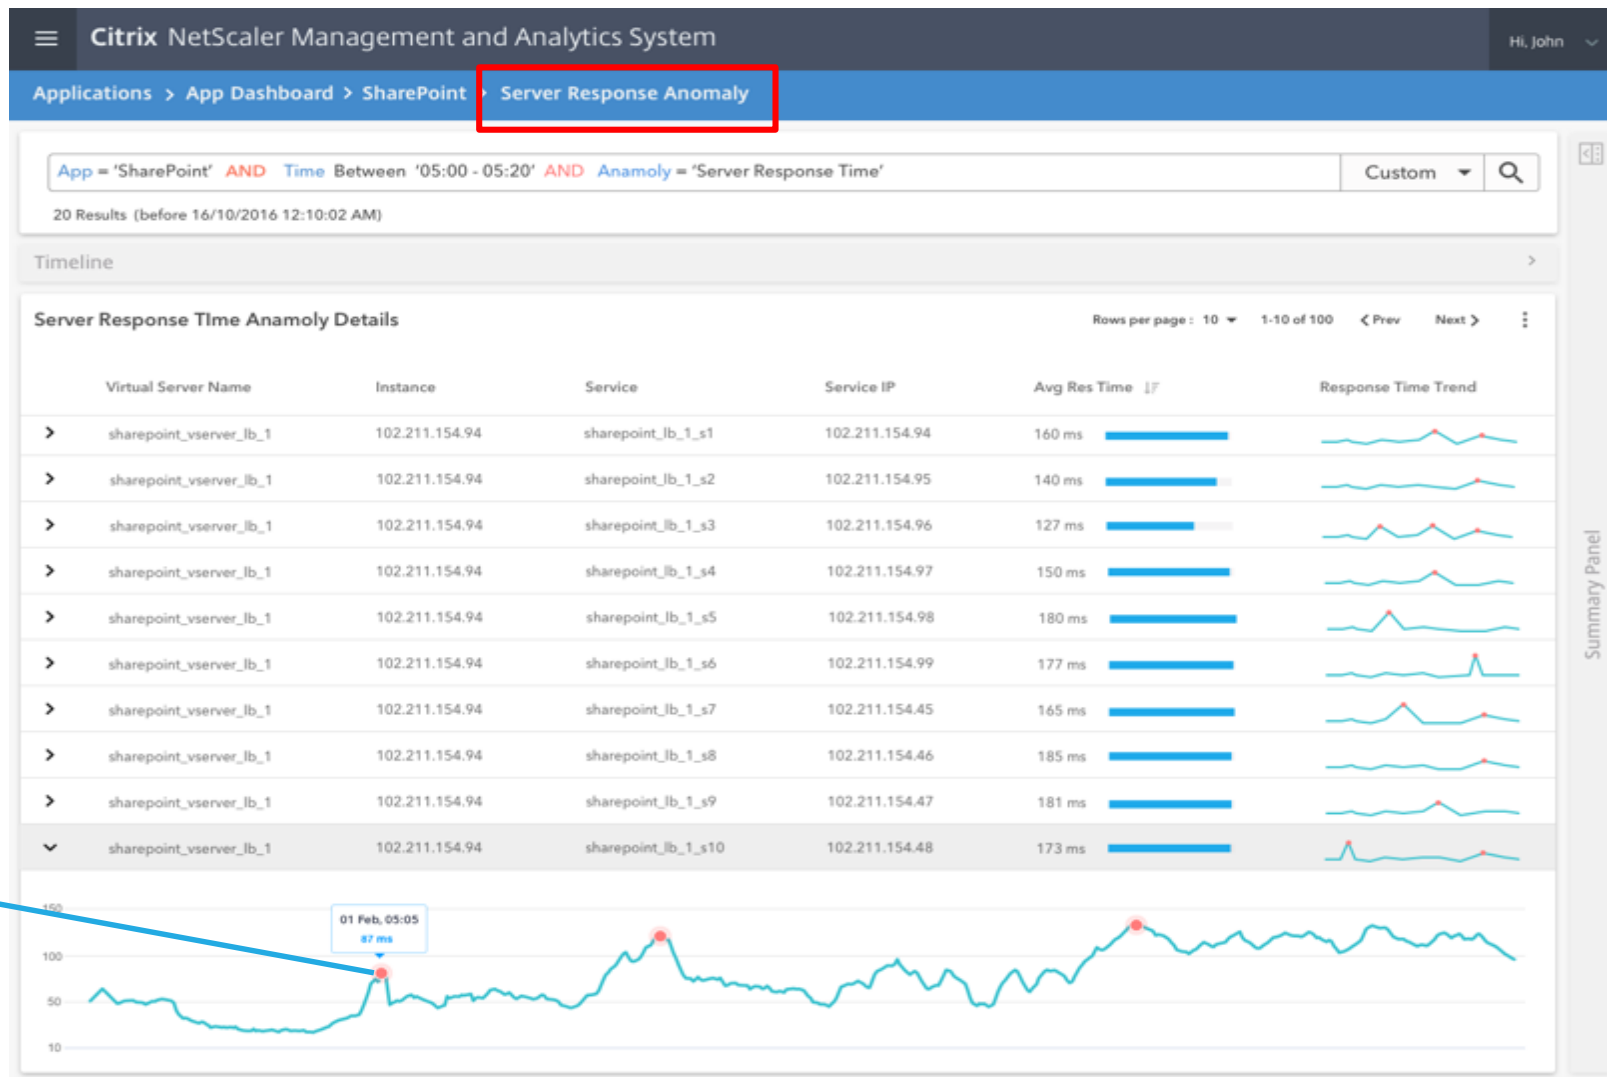 Citrix NetScaler Management and Analytics System
Hi, John
Applications > App Dashboard > SharePoint > Server Response Anomaly
App = 'SharePoint' AND Time Between '05:00 - 05:20' AND Anamoly = 'Server Response Time'
Custom
20 Results (before 16/10/2016 12:10:02 AM)
Timeline
Server Response TIme Anamoly Details
Rows per page : 10 1-10 of 100 Prev Next
Virtual Server Name Instance Service Service IP Avg Res Time Response Time Trend
sharepoint_vserver_lb_1 102.211.154.94 sharepoint_lb_1_s1 102.211.154.94 160 ms
sharepoint_vserver_lb_1 102.211.154.94 sharepoint_lb_1_s2 102.211.154.95 140 ms
sharepoint_vserver_lb_1 102.211.154.94 sharepoint_lb_1_s3 102.211.154.96 127 ms
sharepoint_vserver_lb_1 102.211.154.94 sharepoint_lb_1_s4 102.211.154.97 150 ms
sharepoint_vserver_lb_1 102.211.154.94 sharepoint_lb_1_s5 102.211.154.98 180 ms
sharepoint_vserver_lb_1 102.211.154.94 sharepoint_lb_1_s6 102.211.154.99 177 ms
sharepoint_vserver_lb_1 102.211.154.94 sharepoint_lb_1_s7 102.211.154.45 165 ms
sharepoint_vserver_lb_1 102.211.154.94 sharepoint_lb_1_s8 102.211.154.46 185 ms
sharepoint_vserver_lb_1 102.211.154.94 sharepoint_lb_1_s9 102.211.154.47 181 ms
sharepoint_vserver_lb_1 102.211.154.94 sharepoint_lb_1_s10 102.211.154.48 173 ms
150
01 Feb, 05:05
87 ms
100
50
10
Summary Panel